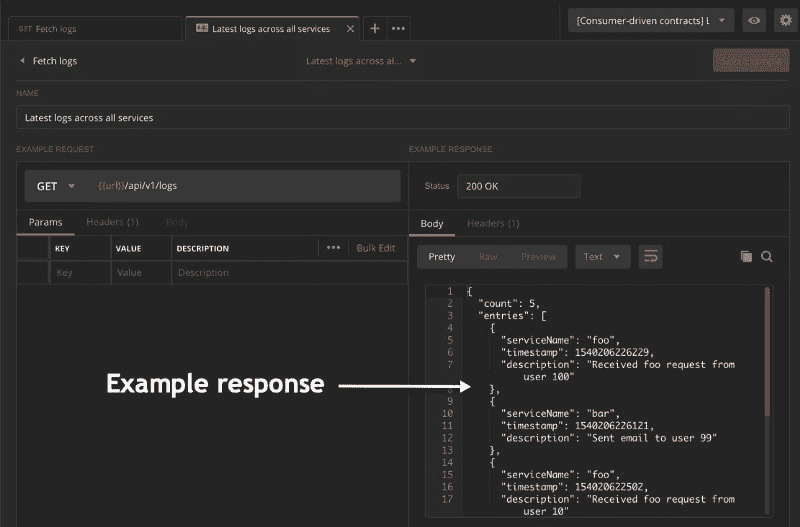 GET Fetch logs
Latest logs across all services
[Consumer-driven contracts] L
Fetch logs
Latest logs across al...
NAME
Latest logs across all services
EXAMPLE REQUEST
EXAMPLE RESPONSE
GET {{url}}/api/v1/logs
Status 200 OK
Params Headers (1) Body
Body Headers (1)
KEY VALUE DESCRIPTION Bulk Edit
Key Value Description
Pretty Raw Preview Text
1 {
2 "count": 5,
3 "entries": [
4 {
5 "serviceName": "foo",
6 "timestamp": 1540206226229,
7 "description": "Received foo request from
user 100"
8 },
9 {
10 "serviceName": "bar",
11 "timestamp": 1540206226121,
12 "description": "Sent email to user 99"
13 },
14 {
15 "serviceName": "foo",
16 "timestamp": 154020622502,
17 "description": "Received foo request from
user 10"
Example response